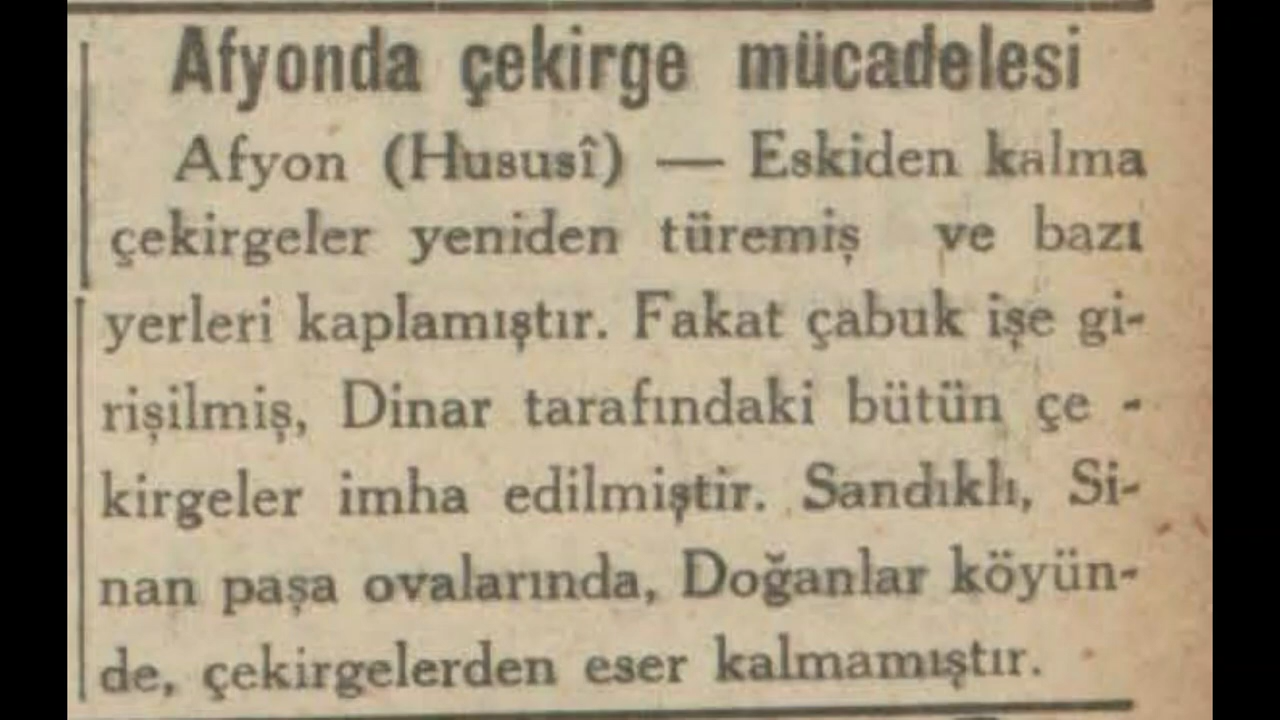 Afyonda çekirge mücadelesi
Afyon (Hususî) — Eskiden kalma
çekirgeler yeniden türemiş ve bazı
yerleri kaplamıştır. Fakat çabuk işe gi-
rişilmiş, Dinar tarafındaki bütün çe -
kirgeler imha edilmiştir. Sandıklı, Si-
nan paşa ovalarında, Doğanlar köyün-
de, çekirgelerden eser kalmamıştır.